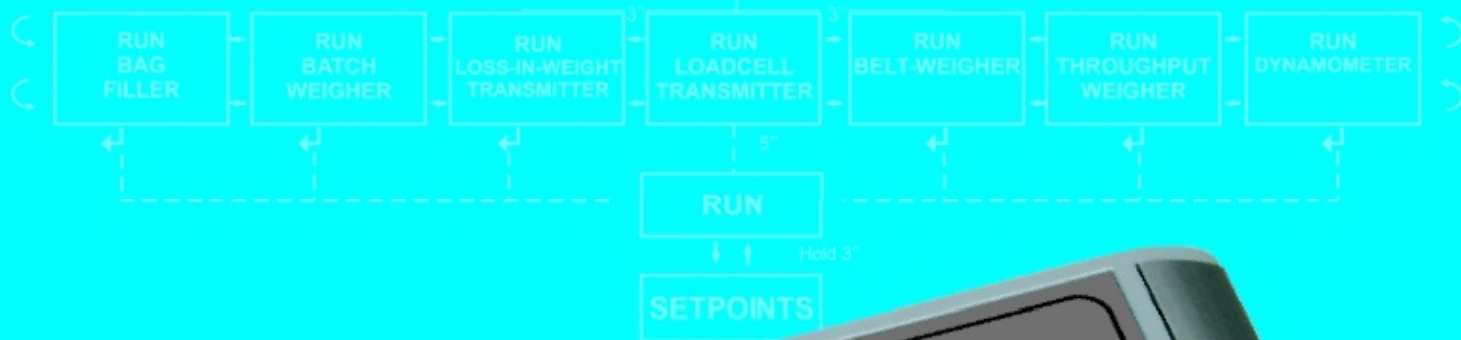 3"
3"
RUN
BAG
FILLER
RUN
BATCH
WEIGHER
RUN
LOSS-IN-WEIGHT
TRANSMITTER
RUN
LOADCELL
TRANSMITTER
RUN
BELT-WEIGHER
RUN
THROUGHPUT
WEIGHER
RUN
DYNAMOMETER
5"
RUN
Hold 3"
SETPOINTS